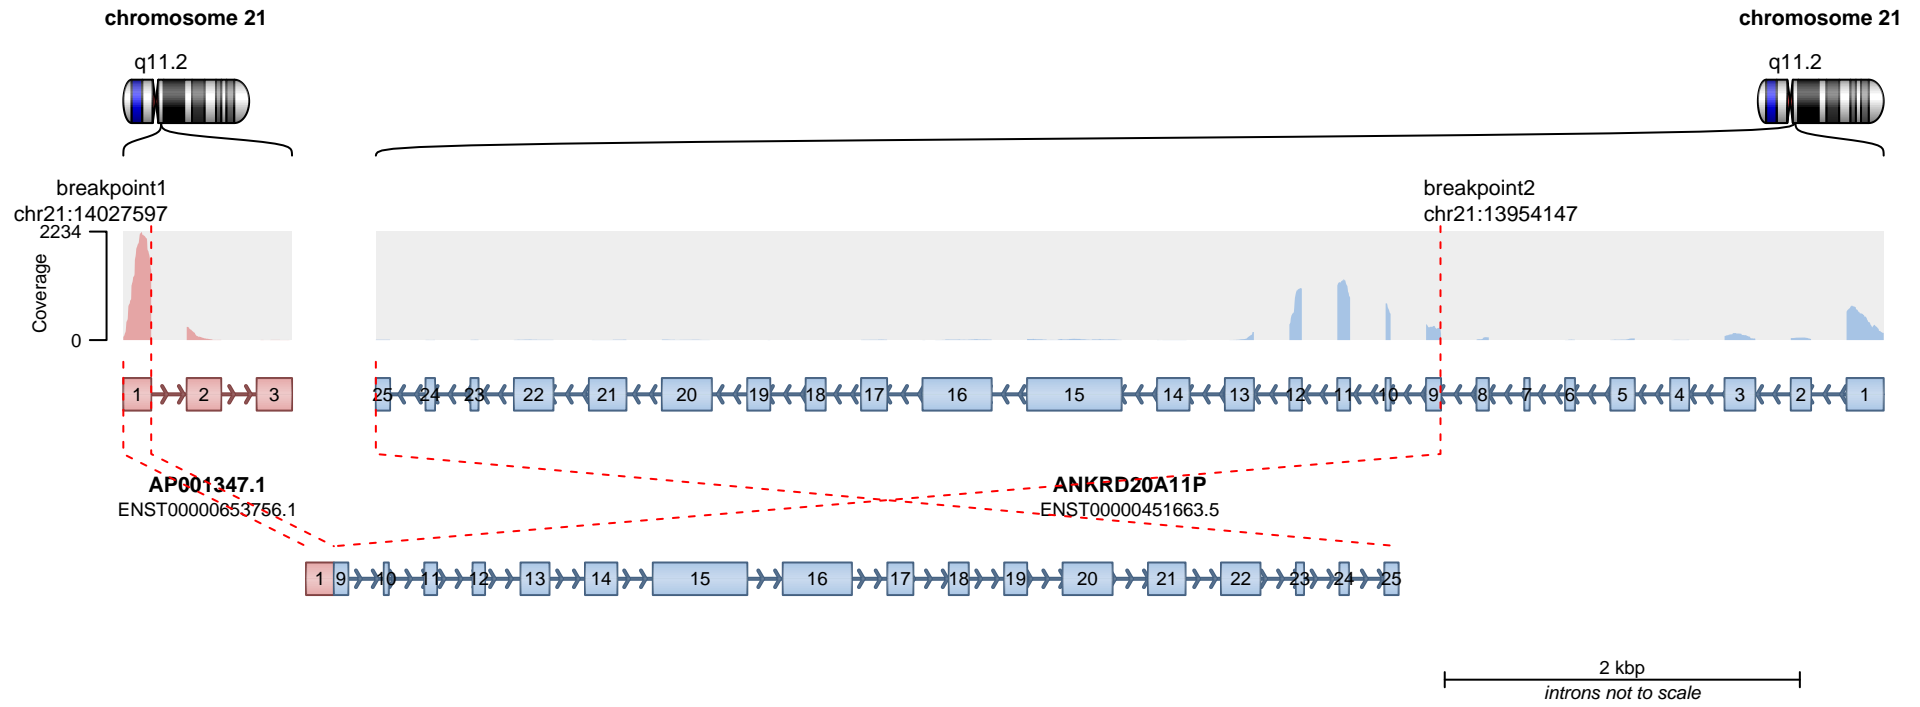 chromosome 21
chromosome 21
q11.2
q11.2
breakpoint1
chr21:14027597
breakpoint2
chr21:13954147
2234
Coverage
0
1 2 3
25 24 23 22 21 20 19 18 17 16 15 14 13 12 11 10 9 8 7 6 5 4 3 2 1
AP001347.1
ENST00000653756.1
ANKRD20A11P
ENST00000451663.5
1 9 10 11 12 13 14 15 16 17 18 19 20 21 22 23 24 25
2 kbp
introns not to scale